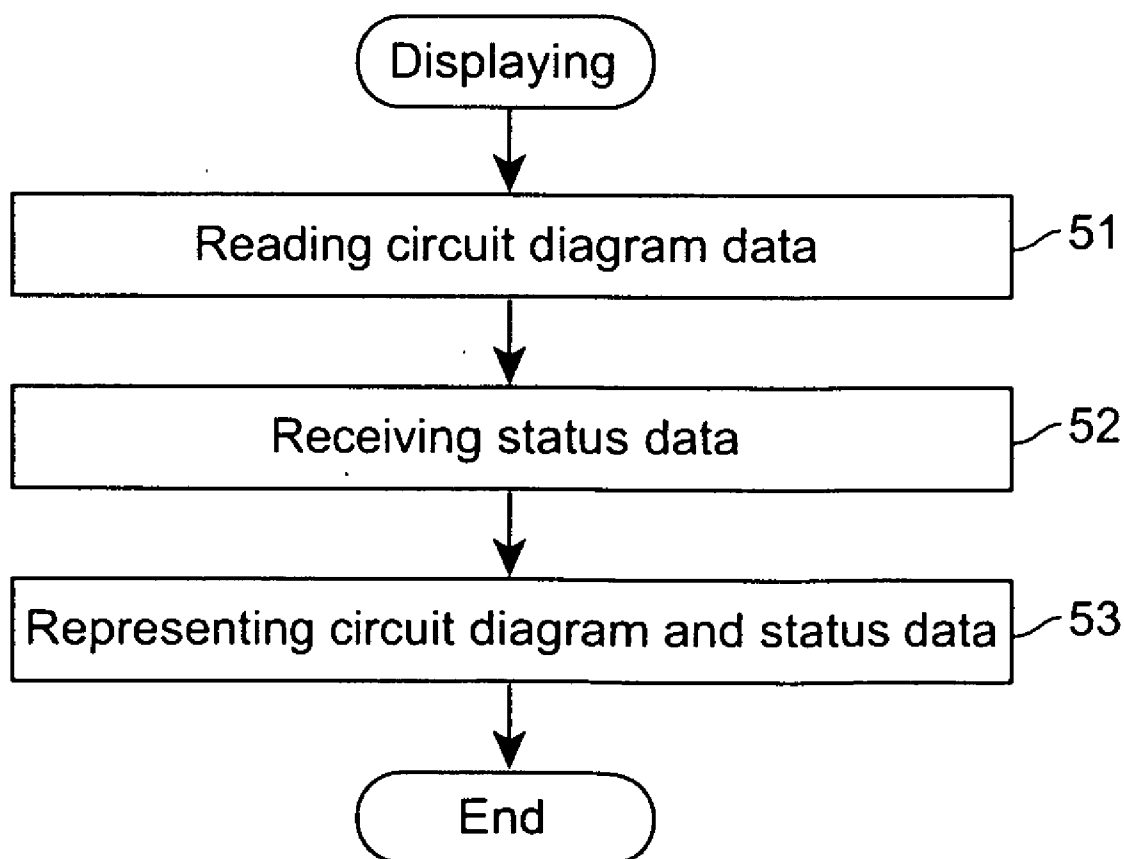 Displaying
Reading circuit diagram data
51
Receiving status data
52
Representing circuit diagram and status data
53
End